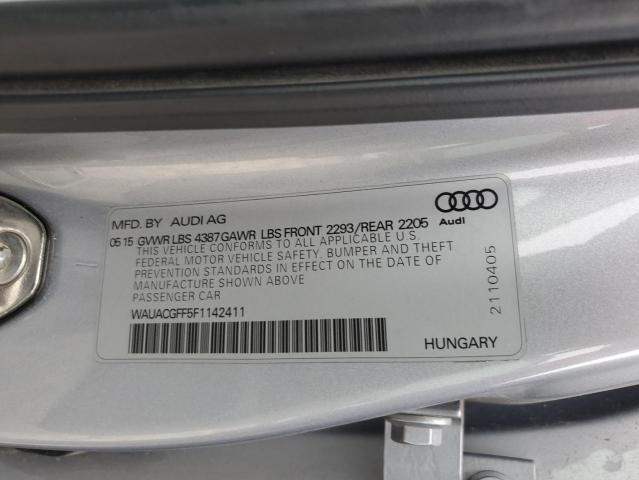 MFD. BY AUDI AG
Audi
05 15 GVWR LBS 4387 GAWR LBS FRONT 2293/REAR 2205
THIS VEHICLE CONFORMS TO ALL APPLICABLE U.S.
FEDERAL MOTOR VEHICLE SAFETY, BUMPER AND THEFT
PREVENTION STANDARDS IN EFFECT ON THE DATE OF
MANUFACTURE SHOWN ABOVE
PASSENGER CAR
WAUACGFF5F1142411
HUNGARY
2110405